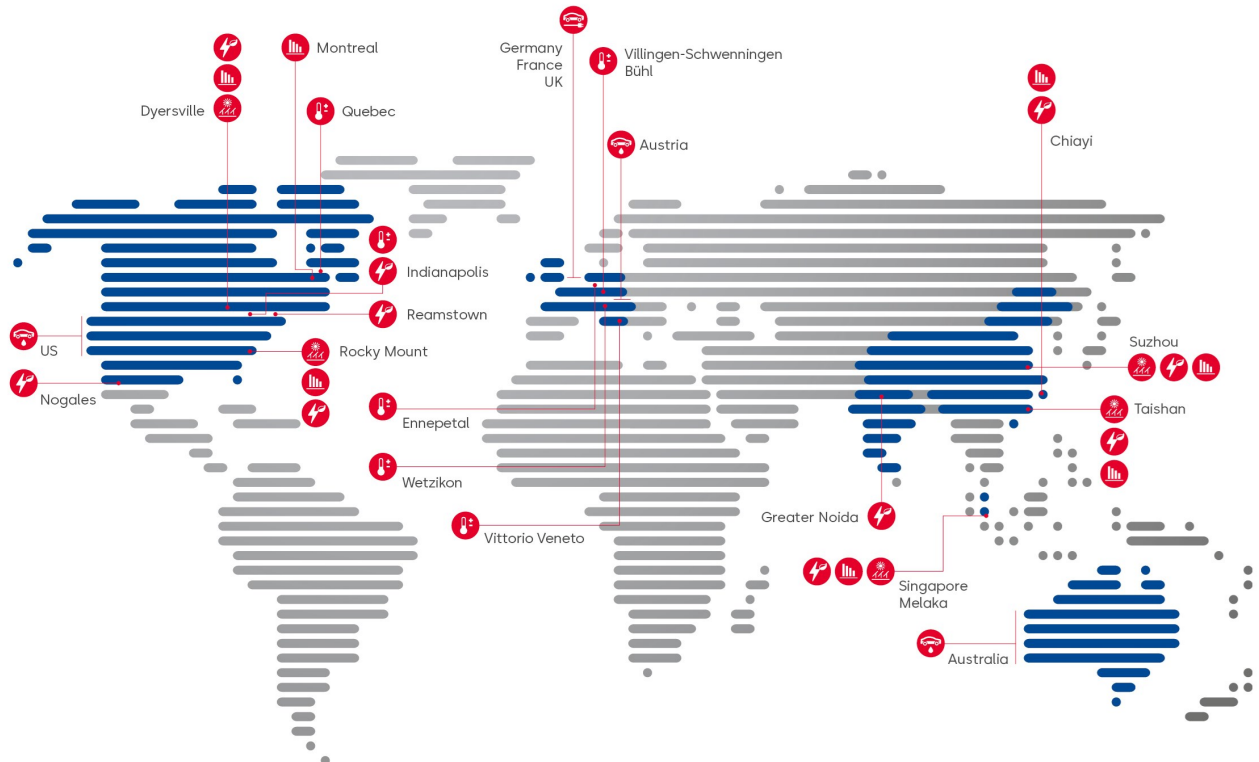 Montreal
Germany
France
UK
Villingen-Schwenningen
Bühl
Dyersville
Quebec
Austria
Chiayi
Indianapolis
Reamstown
US
Rocky Mount
Suzhou
Nogales
Taishan
Ennepetal
Wetzikon
Greater Noida
Vittorio Veneto
Singapore
Melaka
Australia